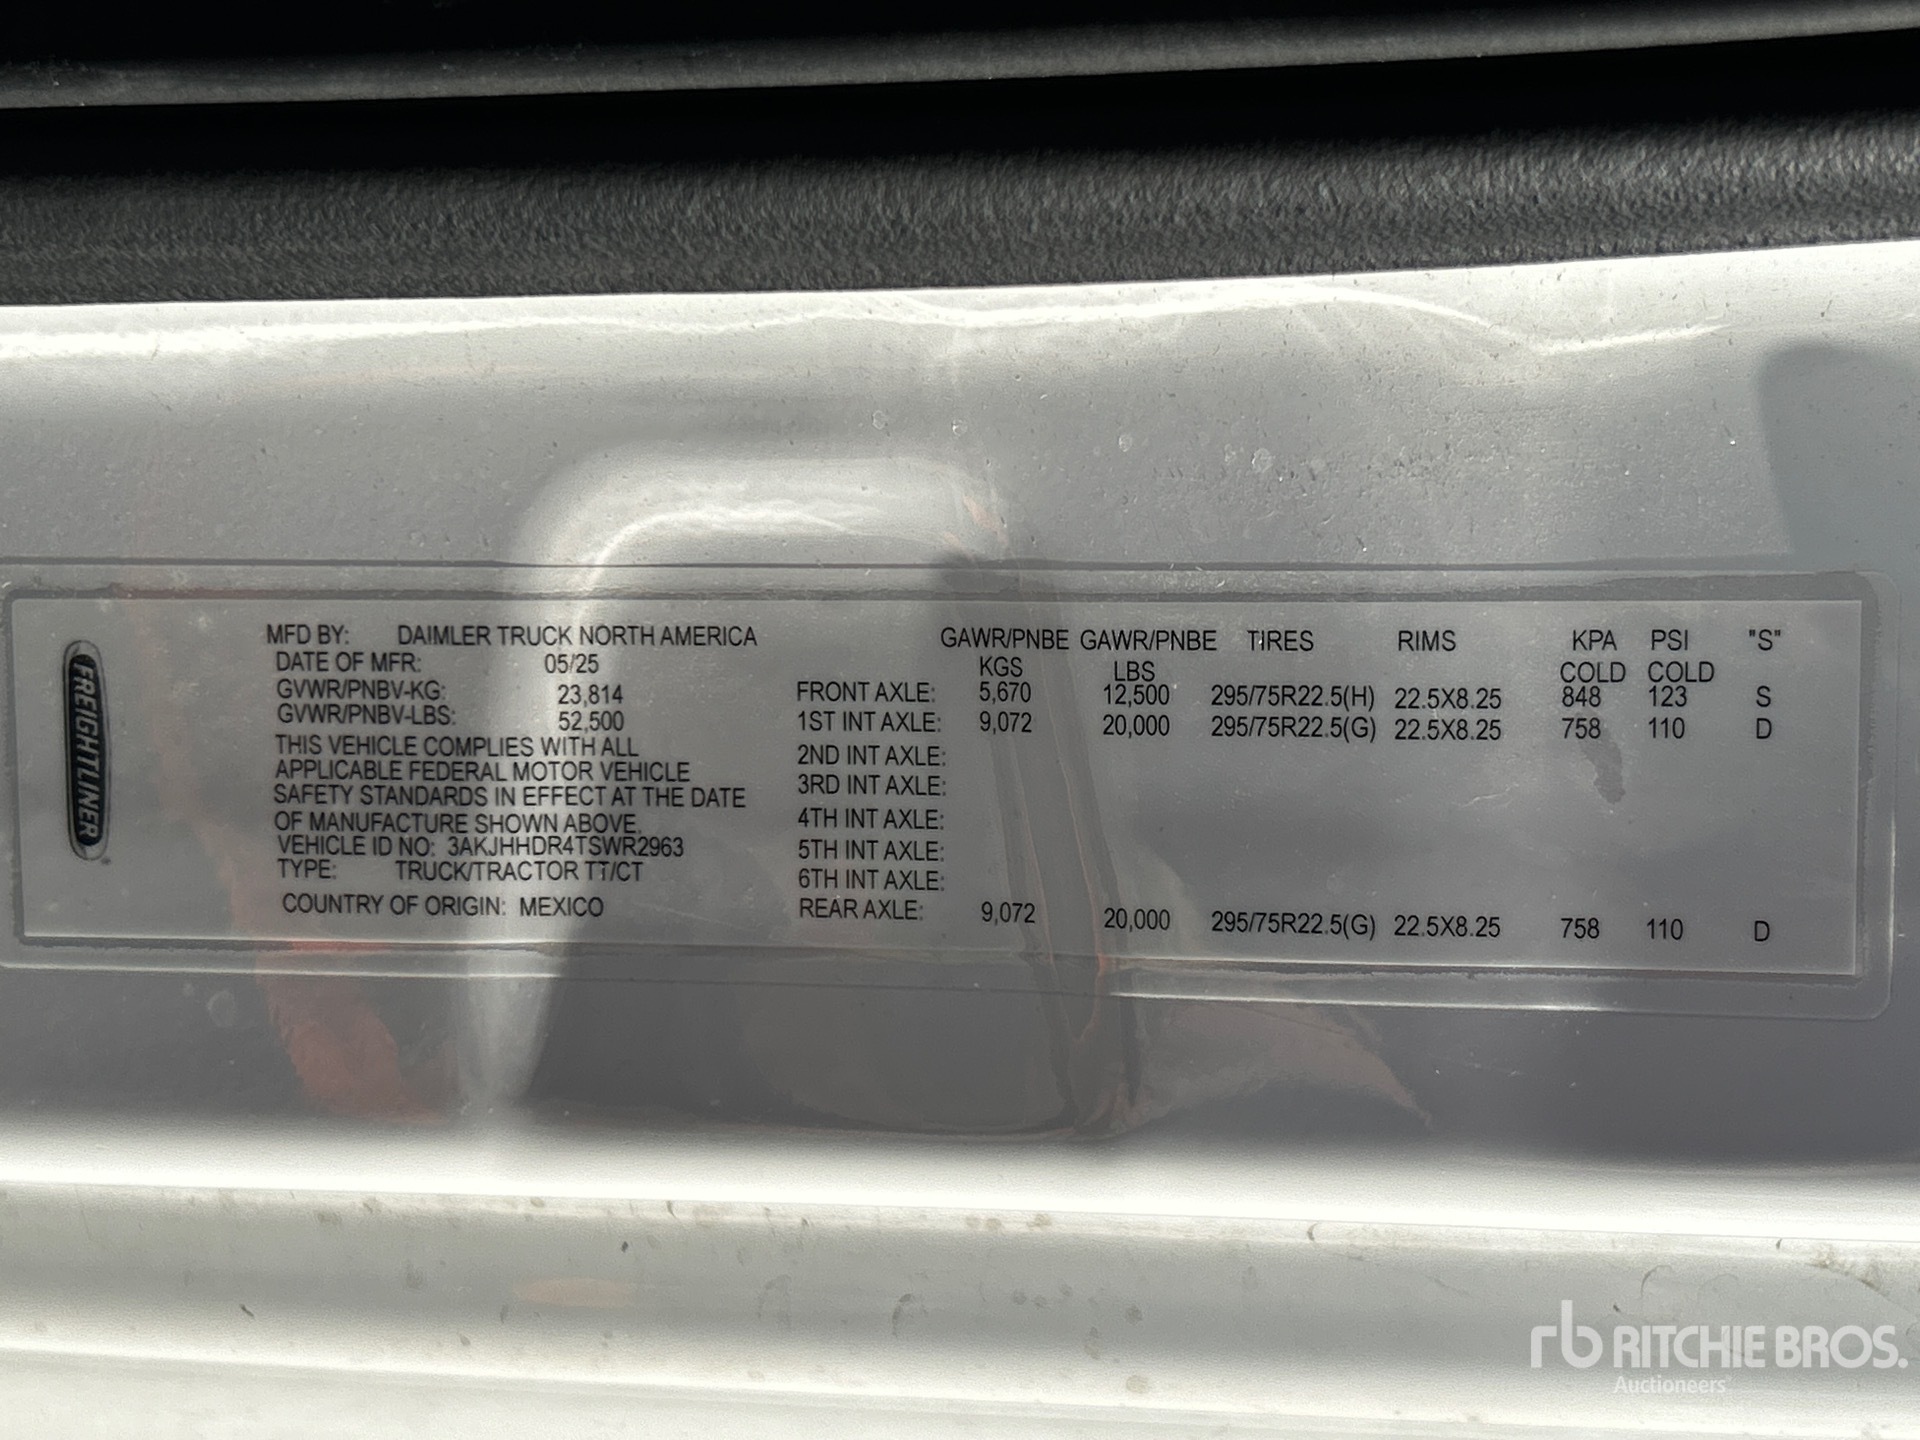 FREIGHTLINER
MFD BY: DAIMLER TRUCK NORTH AMERICA
DATE OF MFR: 05/25
GVWR/PNBV-KG: 23,814
GVWR/PNBV-LBS: 52,500
THIS VEHICLE COMPLIES WITH ALL
APPLICABLE FEDERAL MOTOR VEHICLE
SAFETY STANDARDS IN EFFECT AT THE DATE
OF MANUFACTURE SHOWN ABOVE.
VEHICLE ID NO: 3AKJHHDR4TSWR2963
TYPE: TRUCK/TRACTOR TT/CT
COUNTRY OF ORIGIN: MEXICO
GAWR/PNBE GAWR/PNBE TIRES RIMS KPA PSI "S"
KGS LBS COLD COLD
FRONT AXLE: 5,670 12,500 295/75R22.5(H) 22.5X8.25 848 123 S
1ST INT AXLE: 9,072 20,000 295/75R22.5(G) 22.5X8.25 758 110 D
2ND INT AXLE:
3RD INT AXLE:
4TH INT AXLE:
5TH INT AXLE:
6TH INT AXLE:
REAR AXLE: 9,072 20,000 295/75R22.5(G) 22.5X8.25 758 110 D
rb RITCHIE BROS.
Auctioneers